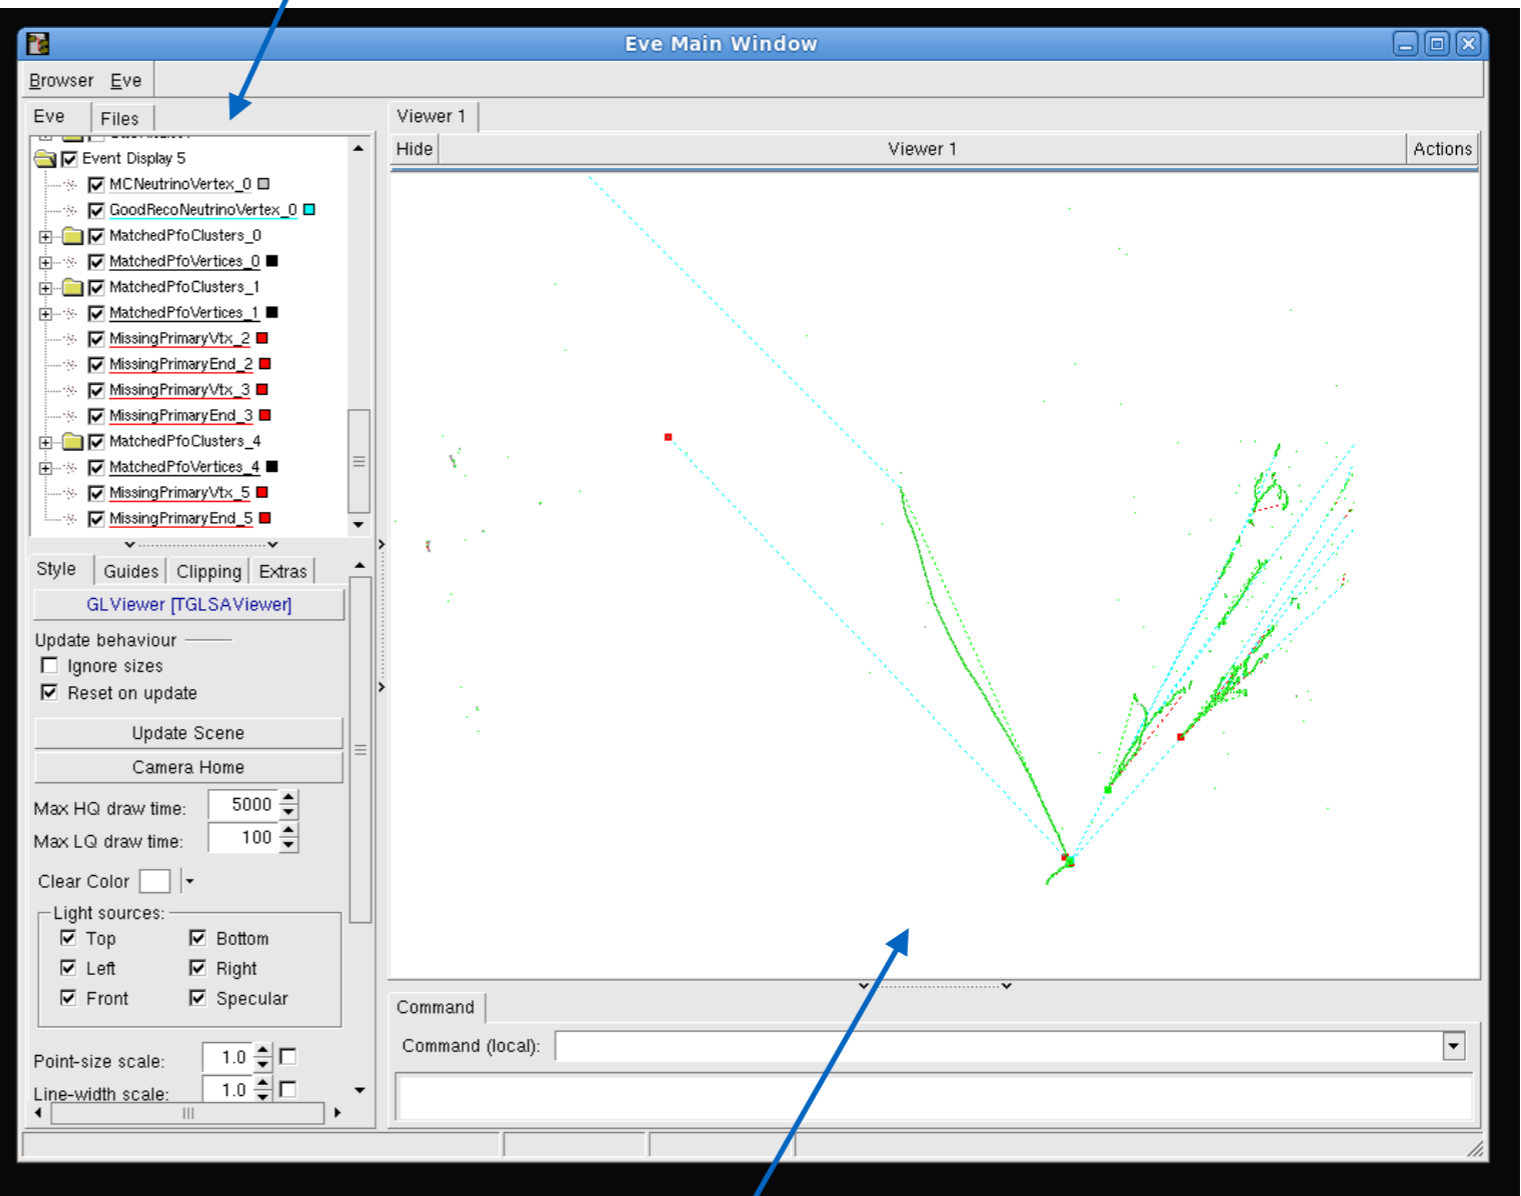 Eve Main Window
Browser Eve
Eve Files
Viewer 1
Hide Viewer 1 Actions
Event Display 5
MCNeutrinoVertex_0
GoodRecoNeutrinoVertex_0
MatchedPfoClusters_0
MatchedPfoVertices_0
MatchedPfoClusters_1
MatchedPfoVertices_1
MissingPrimaryVtx_2
MissingPrimaryEnd_2
MissingPrimaryVtx_3
MissingPrimaryEnd_3
MatchedPfoClusters_4
MatchedPfoVertices_4
MissingPrimaryVtx_5
MissingPrimaryEnd_5
Style Guides Clipping Extras
GLViewer [TGLSAViewer]
Update behaviour
Ignore sizes
Reset on update
Update Scene
Camera Home
Max HQ draw time: 5000
Max LQ draw time: 100
Clear Color
Light sources:
Top Bottom
Left Right
Front Specular
Point-size scale: 1.0
Line-width scale: 1.0
Command
Command (local):